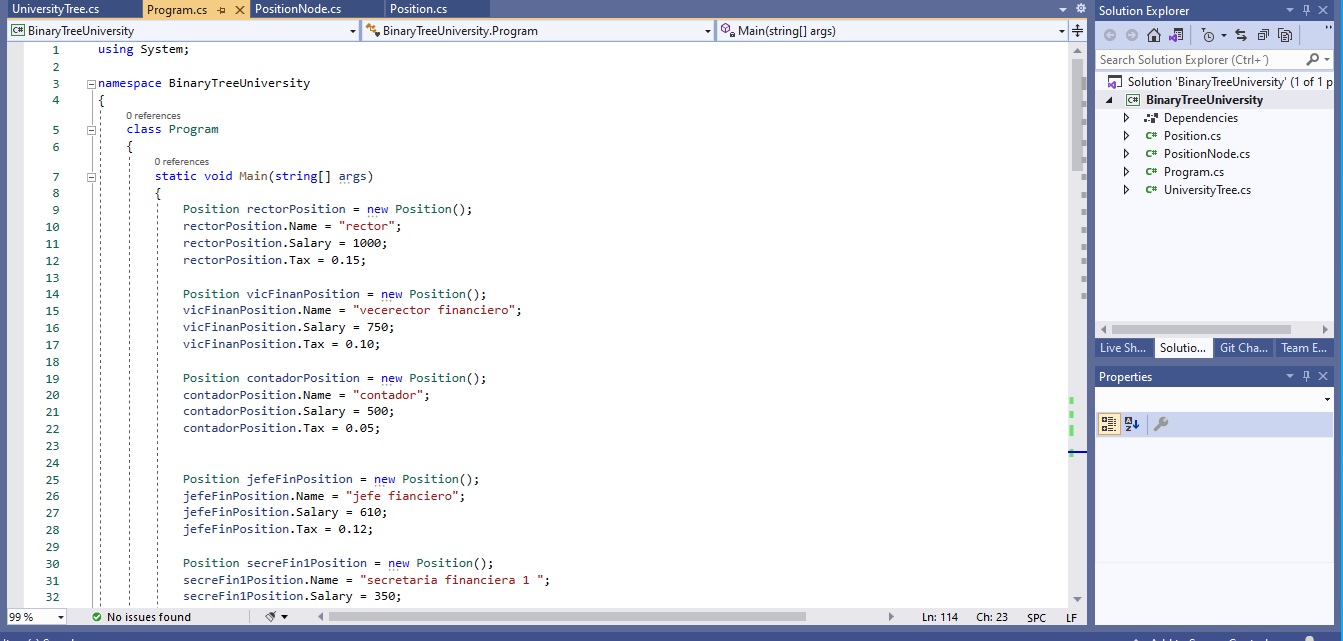 UniversityTree.cs Program.cs PositionNode.cs Position.cs
BinaryTreeUniversity BinaryTreeUniversity.Program Main(string[] args)
1 using System;
2
3 namespace BinaryTreeUniversity
4 {
0 references
5 class Program
6 {
0 references
7 static void Main(string[] args)
8 {
9 Position rectorPosition = new Position();
10 rectorPosition.Name = "rector";
11 rectorPosition.Salary = 1000;
12 rectorPosition.Tax = 0.15;
13
14 Position vicFinanPosition = new Position();
15 vicFinanPosition.Name = "vecerector financiero";
16 vicFinanPosition.Salary = 750;
17 vicFinanPosition.Tax = 0.10;
18
19 Position contadorPosition = new Position();
20 contadorPosition.Name = "contador";
21 contadorPosition.Salary = 500;
22 contadorPosition.Tax = 0.05;
23
24
25 Position jefeFinPosition = new Position();
26 jefeFinPosition.Name = "jefe fianciero";
27 jefeFinPosition.Salary = 610;
28 jefeFinPosition.Tax = 0.12;
29
30 Position secreFin1Position = new Position();
31 secreFin1Position.Name = "secretaria financiera 1 ";
32 secreFin1Position.Salary = 350;
99 % No issues found Ln: 114 Ch: 23 SPC LF
Solution Explorer
Search Solution Explorer (Ctrl+´)
Solution 'BinaryTreeUniversity' (1 of 1 p
C# BinaryTreeUniversity
Dependencies
C# Position.cs
C# PositionNode.cs
C# Program.cs
C# UniversityTree.cs
Live Sh... Solutio... Git Cha... Team E...
Properties